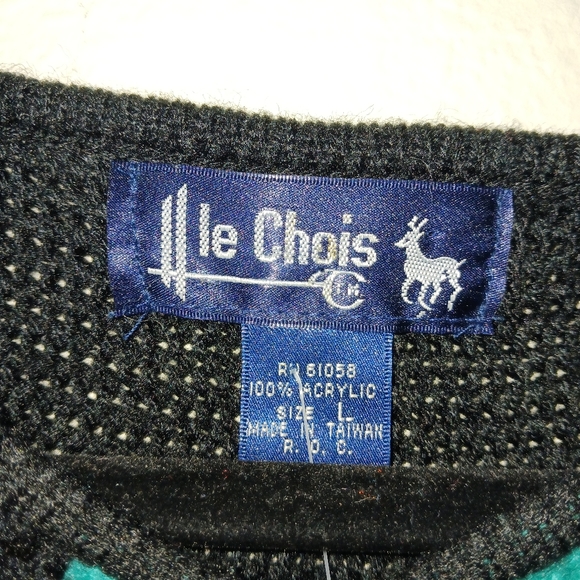 le Chois
RN 61058
100% ACRYLIC
SIZE L
MADE IN TAIWAN
R. O. C.